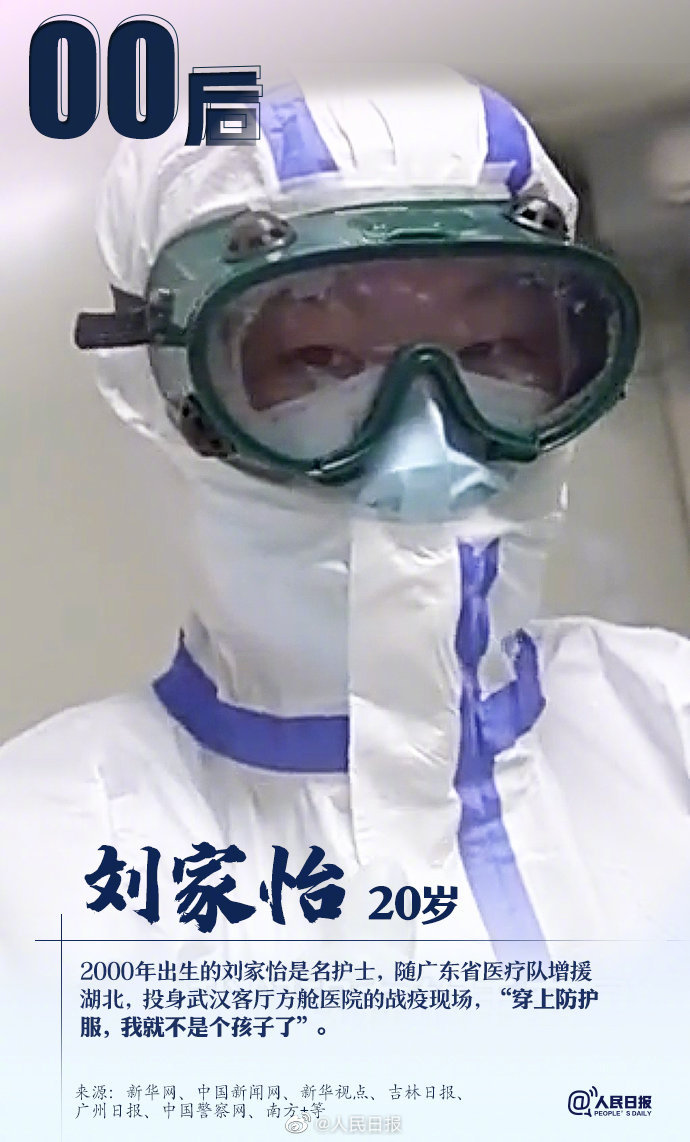 00后
刘家怡 20岁
2000年出生的刘家怡是名护士，随广东省医疗队增援
湖北，投身武汉客厅方舱医院的战疫现场，“穿上防护
服，我就不是个孩子了”。
来源：新华网、中国新闻网、新华视点、吉林日报、
广州日报、中国警察网、南方+等
@人民日报
PEOPLE'S DAILY
@人民日报